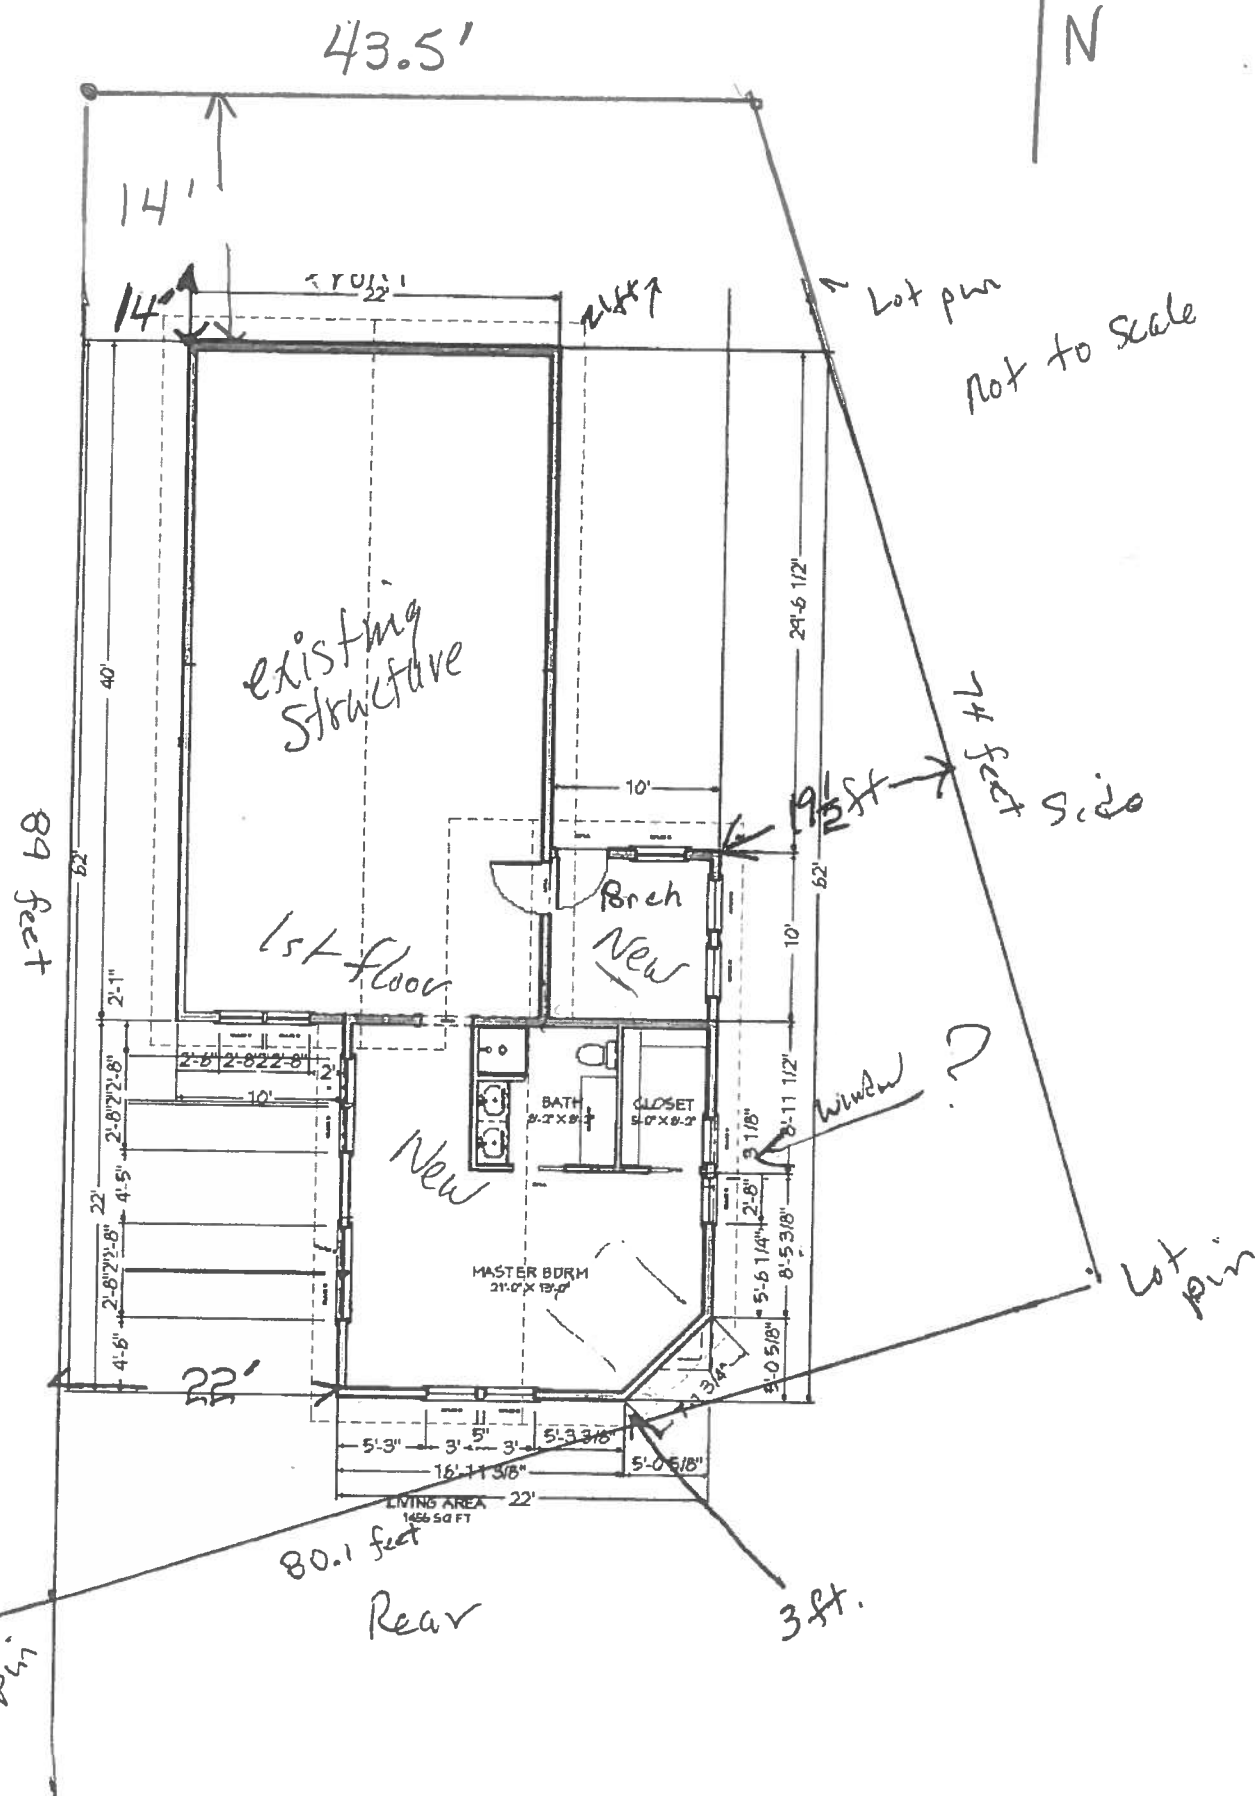 43.5'
N
14'
14'
22'
Lot pin
not to scale
existing
structure
40'
29'-6 1/2"
74 feet
Side
10'
19 1/2 ft
89 feet
62'
62'
Porch
New
10'
1st floor
2'-1"
2'-6"
2'-8"
2'-8"
2'
10'
BATH
CLOSET
5'-0" X 8'-2"
window
?
8'-11 1/2"
3 1/8"
2'-8"
2'-8"
4'-5"
22'
New
2'-8"
5'-6 1/4"
8'-5 3/8"
MASTER BDRM
21'-0" X 13'-0"
Lot
pin
2'-8"
2'-8"
4'-6"
22'
5'-0 5/8"
5'-3"
3'
5"
3'
5'-3 3/8"
16'-11 3/8"
5'-0 5/8"
22'
LIVING AREA
1456 SQ FT
80.1 feet
Rear
3 ft.
pin